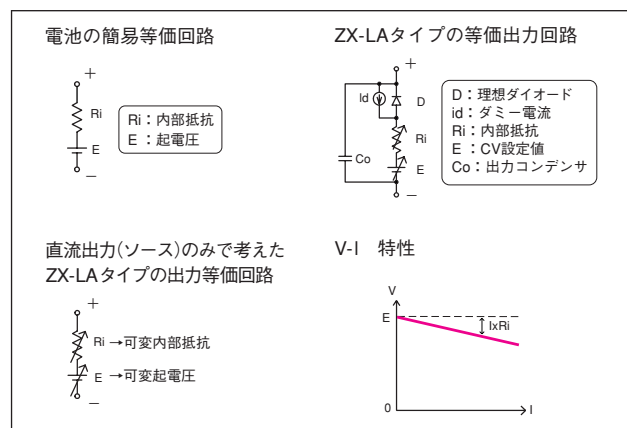 電池の簡易等価回路
+
Ri
E
−
Ri：内部抵抗
E ：起電圧
ZX-LAタイプの等価出力回路
+
Id
D
Ri
Co
E
−
D：理想ダイオード
id：ダミー電流
Ri：内部抵抗
E ：CV設定値
Co：出力コンデンサ
直流出力(ソース)のみで考えた
ZX-LAタイプの出力等価回路
+
Ri →可変内部抵抗
E →可変起電圧
−
V-I 特性
V
E
IxRi
0
I